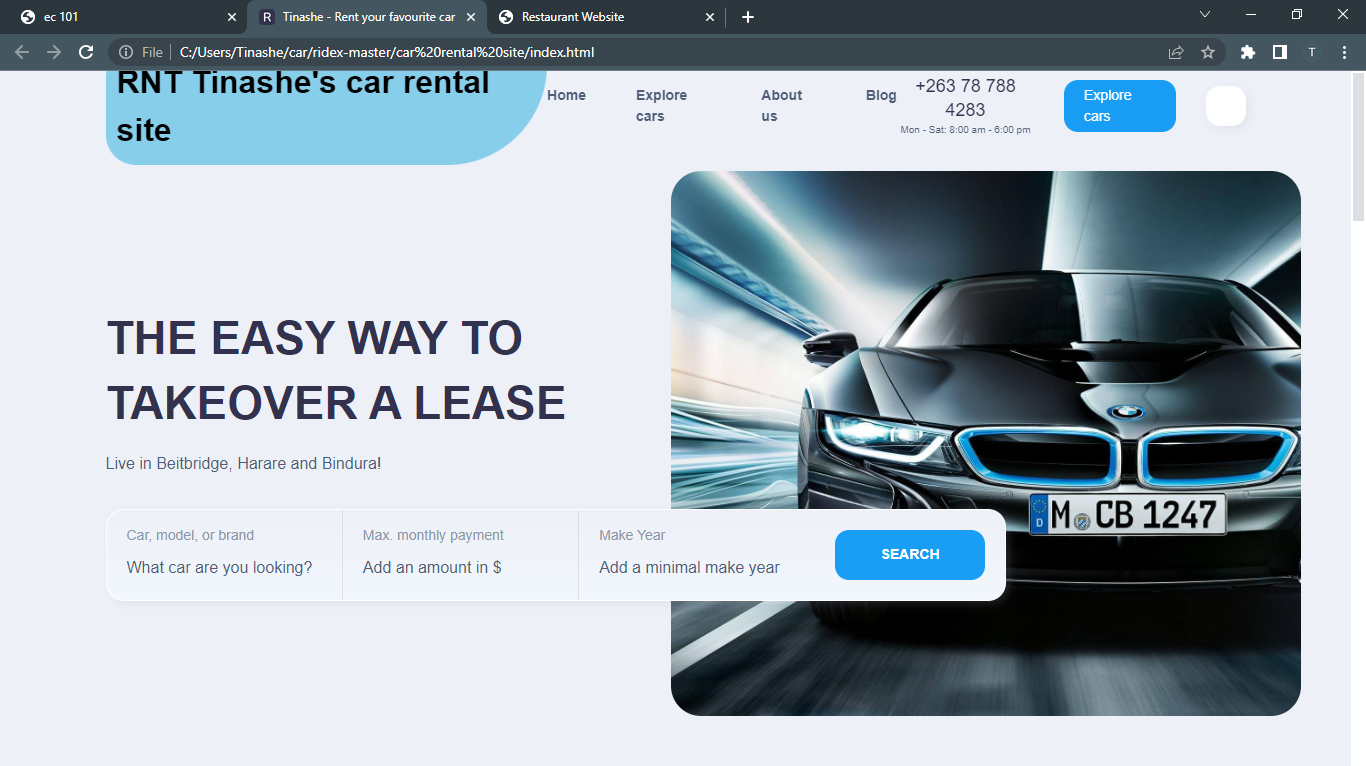 ec 101
Tinashe - Rent your favourite car
Restaurant Website
File
C:/Users/Tinashe/car/ridex-master/car%20rental%20site/index.html
T
RNT Tinashe's car rental
site
Home
Explore
cars
About
us
Blog
+263 78 788
4283
Mon - Sat: 8:00 am - 6:00 pm
Explore
cars
THE EASY WAY TO
TAKEOVER A LEASE
Live in Beitbridge, Harare and Bindura!
Car, model, or brand
What car are you looking?
Max. monthly payment
Add an amount in $
Make Year
Add a minimal make year
SEARCH
D
M CB 1247